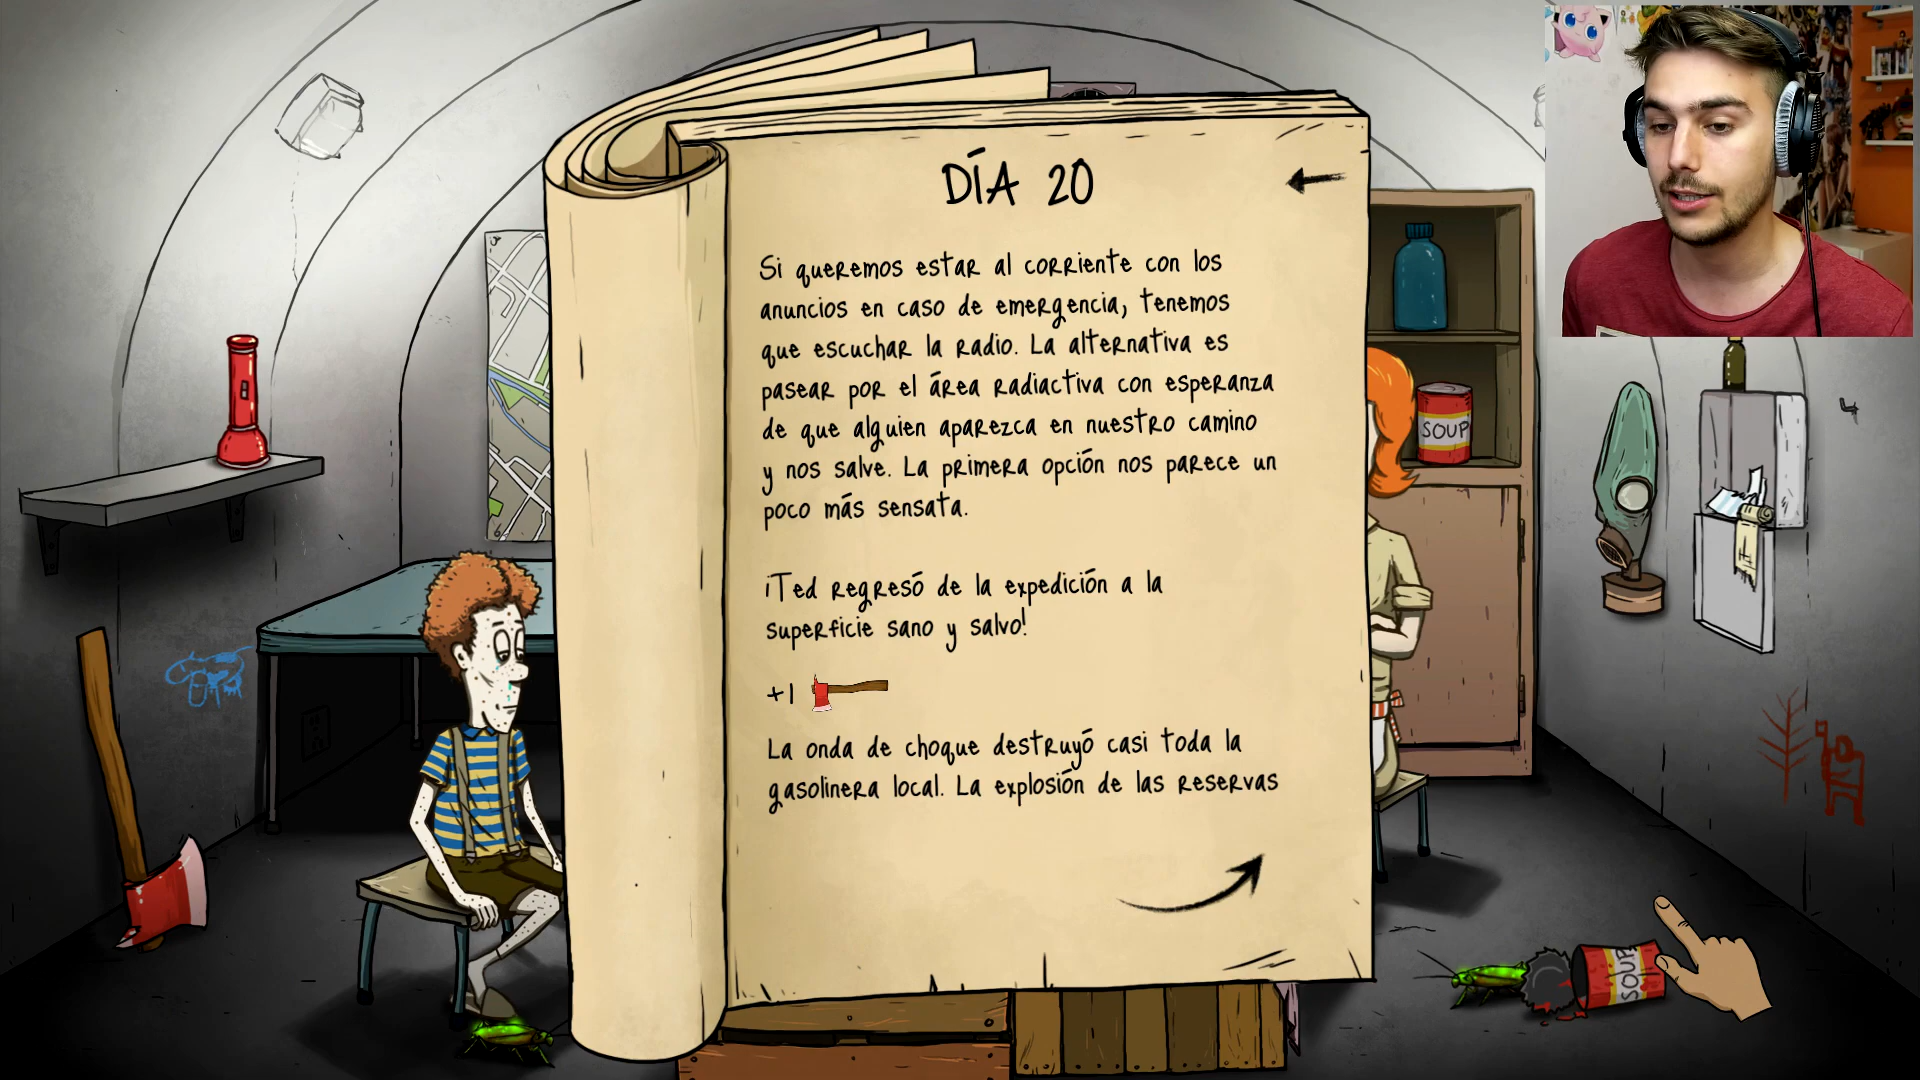 DÍA 20
Si queremos estar al corriente con los
anuncios en caso de emergencia, tenemos
que escuchar la radio. La alternativa es
pasear por el área radiactiva con esperanza
de que alguien aparezca en nuestro camino
y nos salve. La primera opción nos parece un
poco más sensata.
¡Ted regresó de la expedición a la
superficie sano y salvo!
+1
La onda de choque destruyó casi toda la
gasolinera local. La explosión de las reservas
SOUP
SOUP